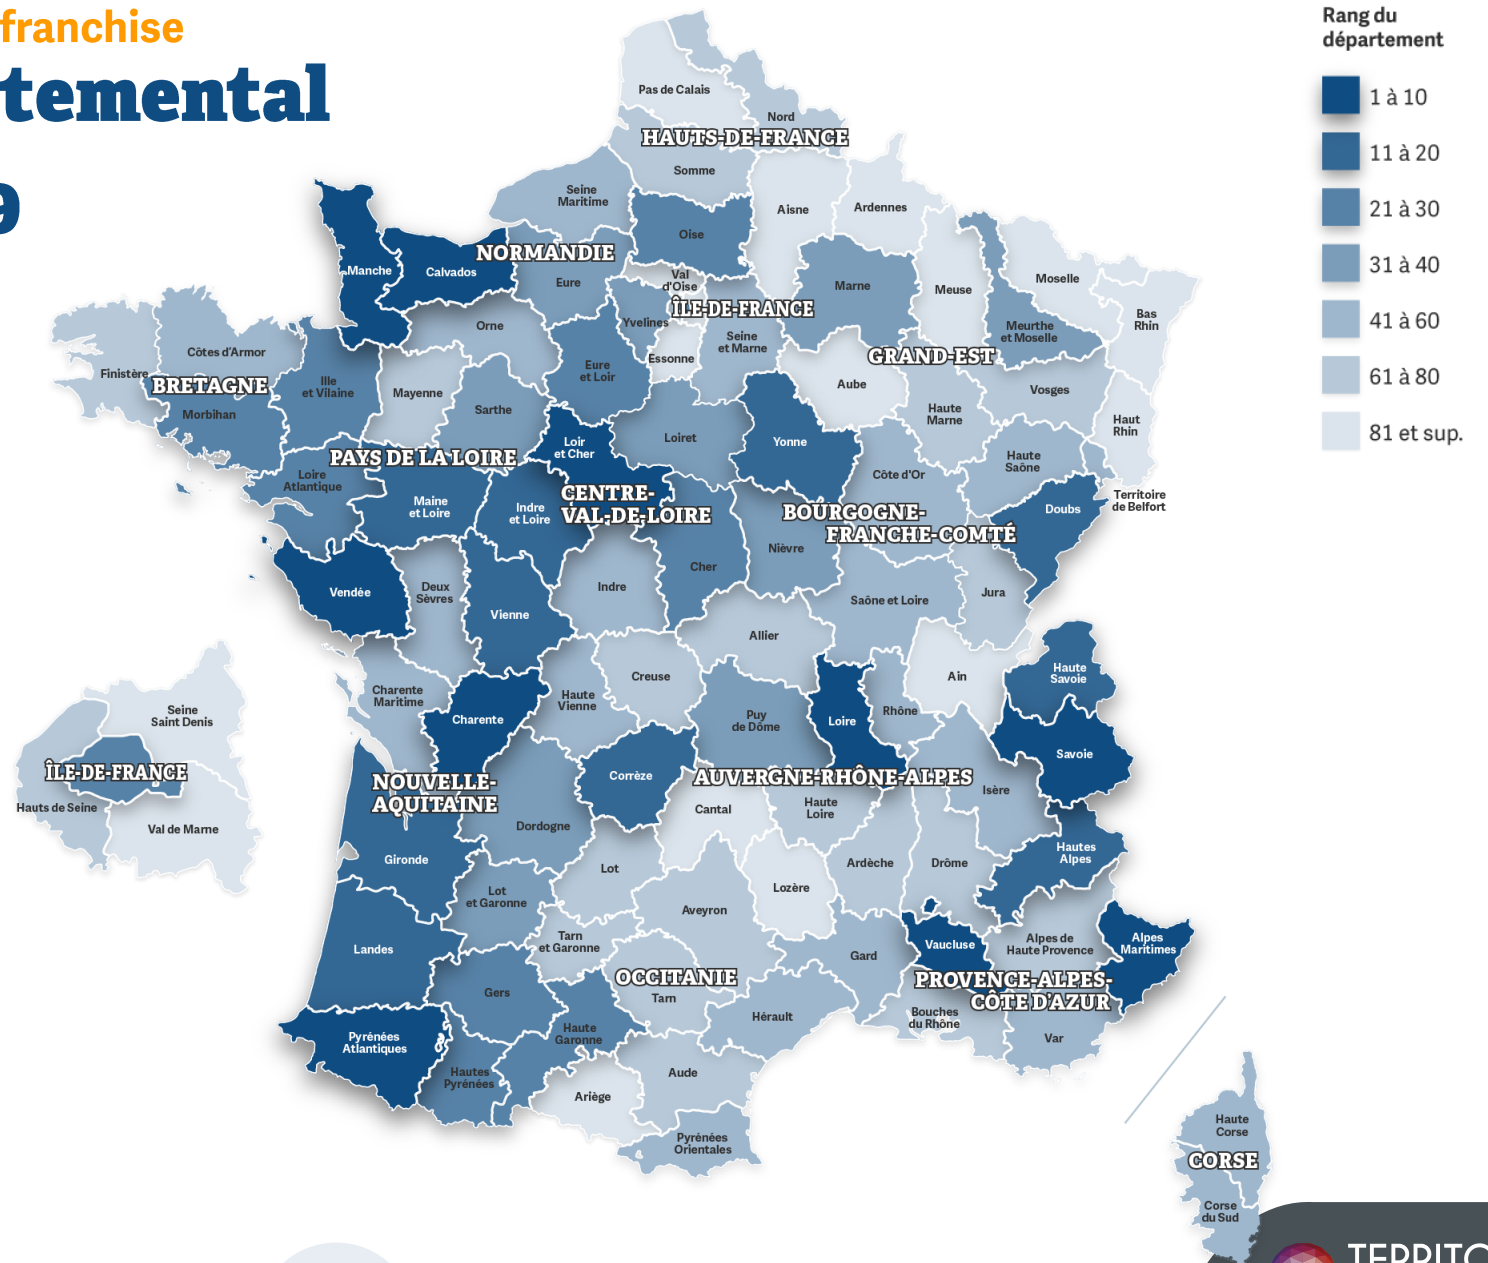 franchise
temental
9
Rang du
département
1 à 10
11 à 20
21 à 30
31 à 40
41 à 60
61 à 80
81 et sup.
Pas de Calais
Nord
HAUTS-DE-FRANCE
Somme
Seine
Maritime
Aisne
Ardennes
Oise
NORMANDIE
Manche
Calvados
Eure
Val
d'Oise
ÎLE-DE-FRANCE
Marne
Meuse
Moselle
Bas
Rhin
Orne
Yvelines
Seine
et Marne
Meurthe
et Moselle
Essonne
GRAND-EST
Côtes d'Armor
Finistère
BRETAGNE
Ille
et Vilaine
Mayenne
Eure
et Loir
Aube
Vosges
Morbihan
Sarthe
Haute
Marne
Haut
Rhin
Loiret
Yonne
Loir
et Cher
PAYS DE LA LOIRE
Haute
Saône
Côte d'Or
Loire
Atlantique
Maine
et Loire
Indre
et Loire
CENTRE-
VAL-DE-LOIRE
BOURGOGNE-
FRANCHE-COMTÉ
Doubs
Territoire
de Belfort
Nièvre
Cher
Vendée
Deux
Sèvres
Vienne
Indre
Saône et Loire
Jura
Allier
Creuse
Ain
Haute
Savoie
Charente
Maritime
Charente
Haute
Vienne
Puy
de Dôme
Loire
Rhône
Savoie
Seine
Saint Denis
ÎLE-DE-FRANCE
Hauts de Seine
Val de Marne
NOUVELLE-
AQUITAINE
Corrèze
AUVERGNE-RHÔNE-ALPES
Isère
Cantal
Haute
Loire
Dordogne
Gironde
Lot
Ardèche
Drôme
Hautes
Alpes
Lot
et Garonne
Lozère
Aveyron
Landes
Tarn
et Garonne
Gard
Vaucluse
Alpes de
Haute Provence
Alpes
Maritimes
OCCITANIE
PROVENCE-ALPES-
CÔTE D'AZUR
Gers
Tarn
Hérault
Bouches
du Rhône
Var
Pyrénées
Atlantiques
Haute
Garonne
Hautes
Pyrénées
Aude
Ariège
Pyrénées
Orientales
Haute
Corse
CORSE
Corse
du Sud